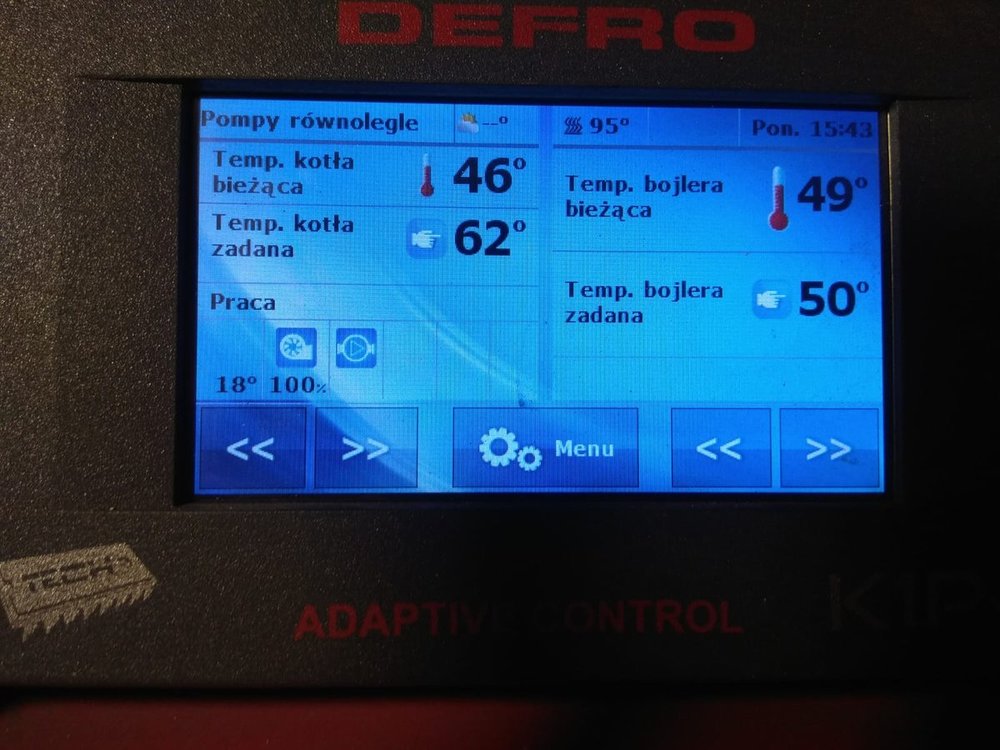 DEFRO
Pompy równolegle
--°
95°
Pon. 15:43
Temp. kotła
bieżąca
46°
Temp. kotła
zadana
62°
Praca
18° 100%
Temp. bojlera
bieżąca
49°
Temp. bojlera
zadana
50°
<< >> Menu << >>
TECH
ADAPTIVE CONTROL